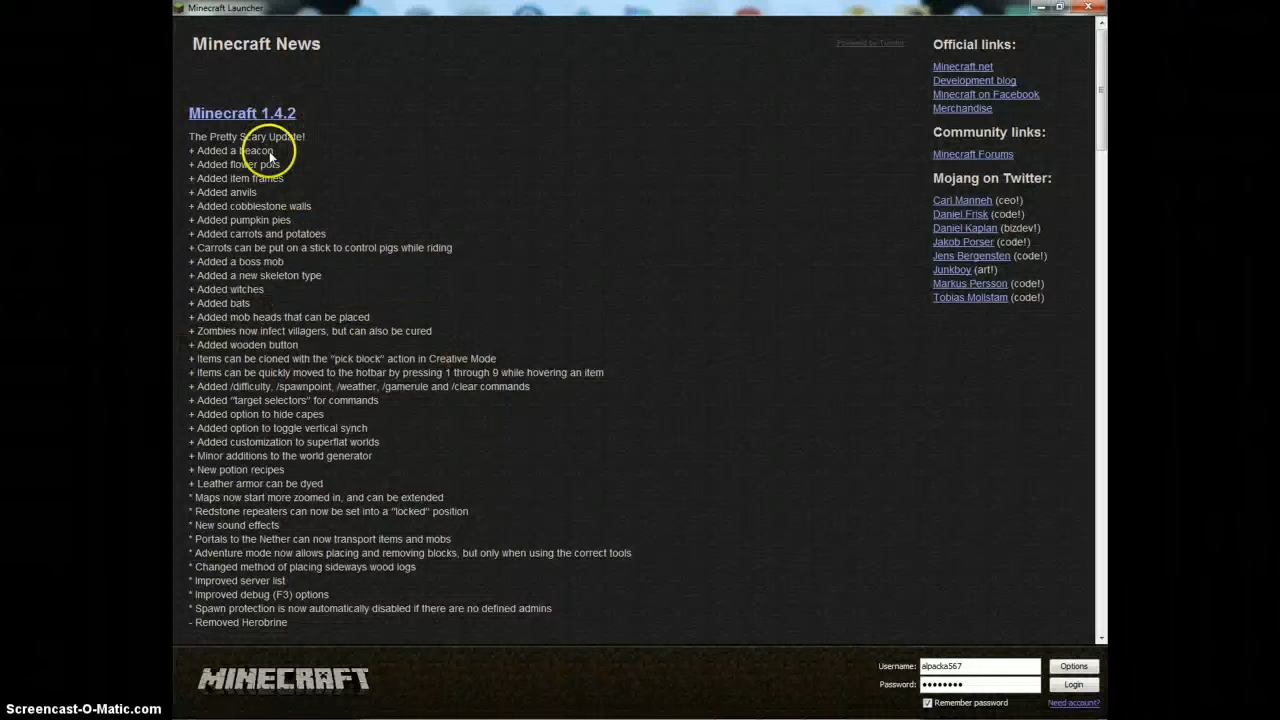 Minecraft Launcher
Minecraft News
Powered by Tumblr
Minecraft 1.4.2
The Pretty Scary Update!
+ Added a beacon
+ Added flower pots
+ Added item frames
+ Added anvils
+ Added cobblestone walls
+ Added pumpkin pies
+ Added carrots and potatoes
+ Carrots can be put on a stick to control pigs while riding
+ Added a boss mob
+ Added a new skeleton type
+ Added witches
+ Added bats
+ Added mob heads that can be placed
+ Zombies now infect villagers, but can also be cured
+ Added wooden button
+ Items can be cloned with the "pick block" action in Creative Mode
+ Items can be quickly moved to the hotbar by pressing 1 through 9 while hovering an item
+ Added /difficulty, /spawnpoint, /weather, /gamerule and /clear commands
+ Added "target selectors" for commands
+ Added option to hide capes
+ Added option to toggle vertical synch
+ Added customization to superflat worlds
+ Minor additions to the world generator
+ New potion recipes
+ Leather armor can be dyed
* Maps now start more zoomed in, and can be extended
* Redstone repeaters can now be set into a "locked" position
* New sound effects
* Portals to the Nether can now transport items and mobs
* Adventure mode now allows placing and removing blocks, but only when using the correct tools
* Changed method of placing sideways wood logs
* Improved server list
* Improved debug (F3) options
* Spawn protection is now automatically disabled if there are no defined admins
- Removed Herobrine
Official links:
Minecraft.net
Development blog
Minecraft on Facebook
Merchandise
Community links:
Minecraft Forums
Mojang on Twitter:
Carl Manneh (ceo!)
Daniel Frisk (code!)
Daniel Kaplan (bizdev!)
Jakob Porser (code!)
Jens Bergensten (code!)
Junkboy (art!)
Markus Persson (code!)
Tobias Mollstam (code!)
MINECRAFT
Username: alpacka567
Options
Password: ••••••••
Login
Remember password
Need account?
Screencast-O-Matic.com